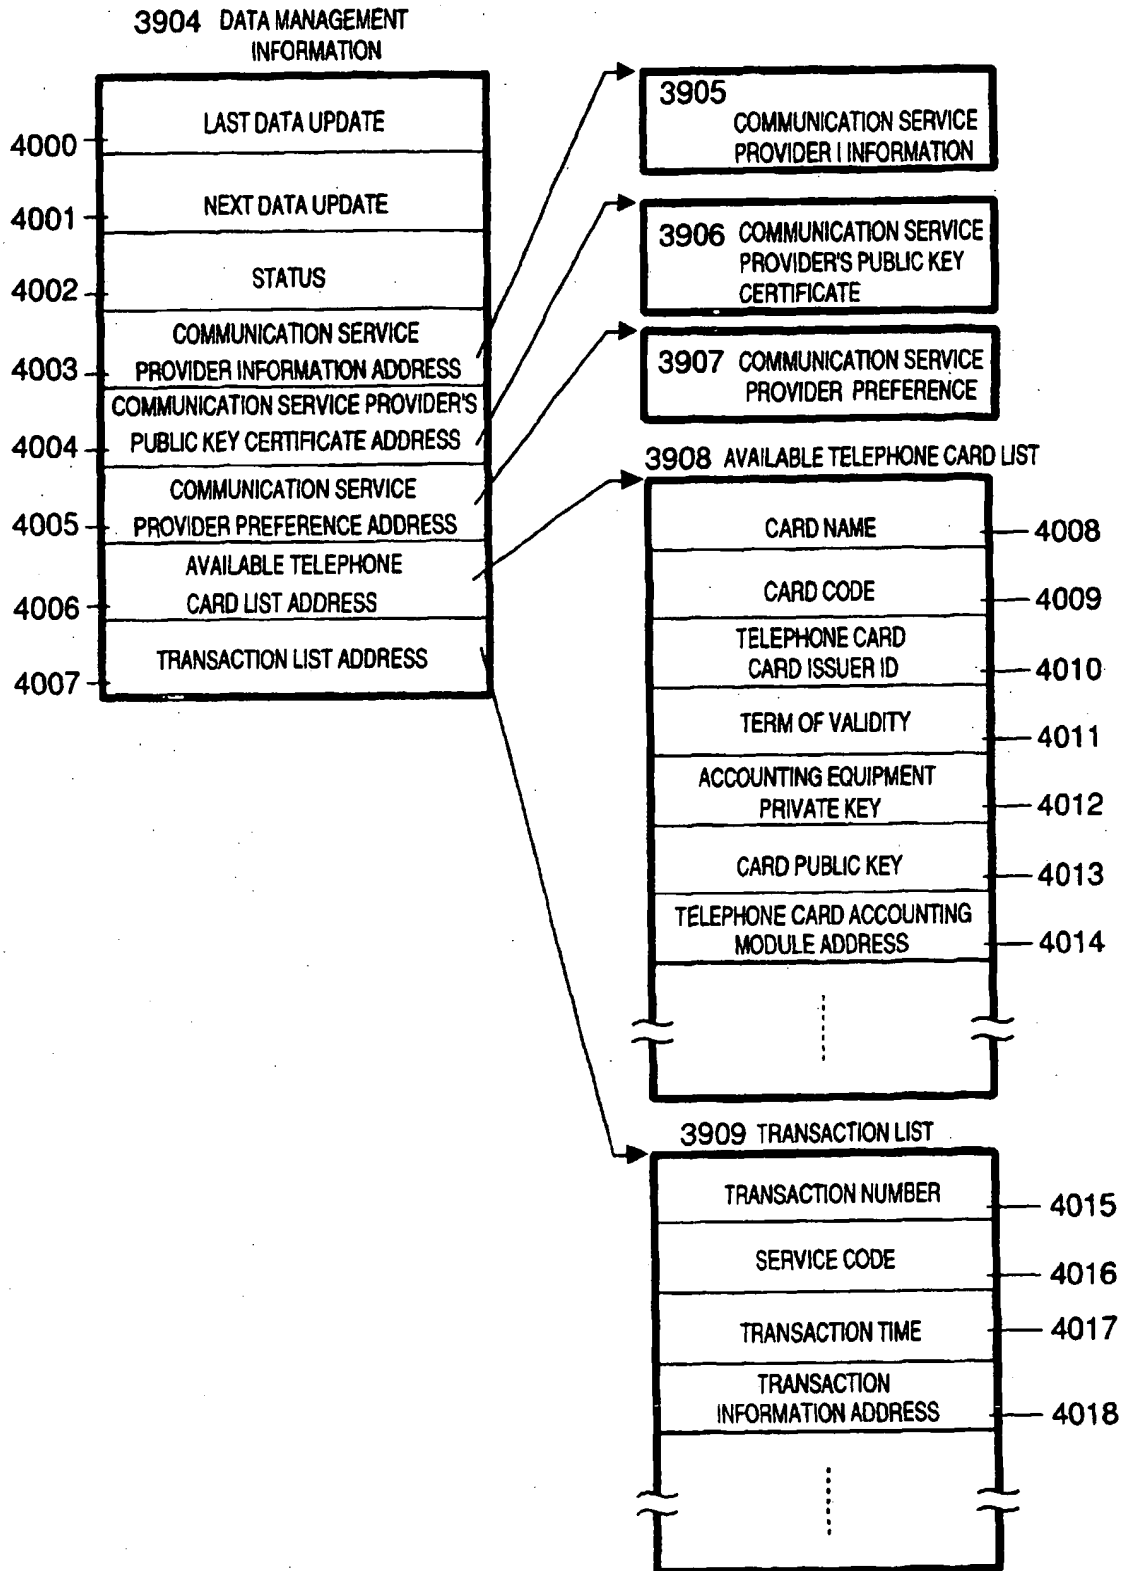 3904 DATA MANAGEMENT
INFORMATION
LAST DATA UPDATE
4000
NEXT DATA UPDATE
4001
STATUS
4002
COMMUNICATION SERVICE
PROVIDER INFORMATION ADDRESS
4003
COMMUNICATION SERVICE PROVIDER'S
PUBLIC KEY CERTIFICATE ADDRESS
4004
COMMUNICATION SERVICE
PROVIDER PREFERENCE ADDRESS
4005
AVAILABLE TELEPHONE
CARD LIST ADDRESS
4006
TRANSACTION LIST ADDRESS
4007
3905
COMMUNICATION SERVICE
PROVIDER I INFORMATION
3906 COMMUNICATION SERVICE
PROVIDER'S PUBLIC KEY
CERTIFICATE
3907 COMMUNICATION SERVICE
PROVIDER PREFERENCE
3908 AVAILABLE TELEPHONE CARD LIST
CARD NAME
4008
CARD CODE
4009
TELEPHONE CARD
CARD ISSUER ID
4010
TERM OF VALIDITY
4011
ACCOUNTING EQUIPMENT
PRIVATE KEY
4012
CARD PUBLIC KEY
4013
TELEPHONE CARD ACCOUNTING
MODULE ADDRESS
4014
3909 TRANSACTION LIST
TRANSACTION NUMBER
4015
SERVICE CODE
4016
TRANSACTION TIME
4017
TRANSACTION
INFORMATION ADDRESS
4018